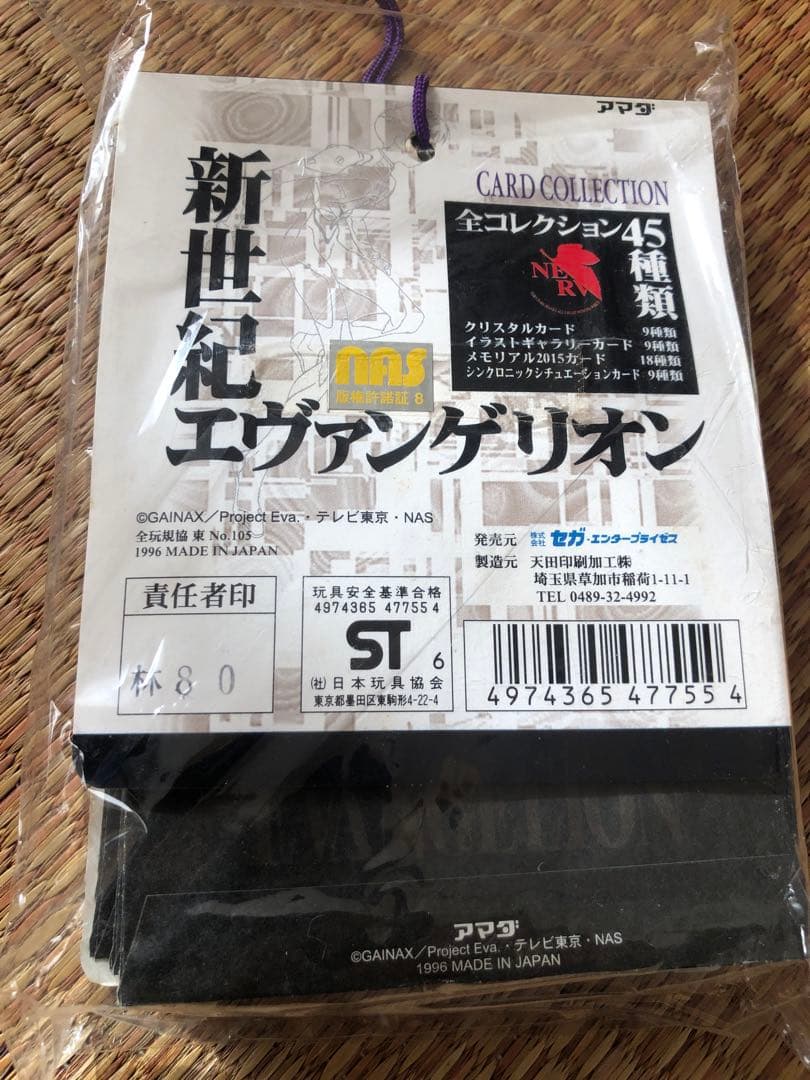 アマダ
CARD COLLECTION
全コレクション45種類
NERV
クリスタルカード 9種類
イラストギャラリーカード 9種類
メモリアル2015カード 18種類
シンクロニックシチュエーションカード 9種類
新世紀
エヴァンゲリオン
nas
版権許諾証 8
©GAINAX／Project Eva.・テレビ東京・NAS
全玩規協 東 No.105
1996 MADE IN JAPAN
発売元 株式会社 セガ・エンタープライゼス
製造元 天田印刷加工㈱
埼玉県草加市稲荷1-11-1
TEL 0489-32-4992
責任者印
杯80
玩具安全基準合格
4974365 477554
ST 6
㈳日本玩具協会
東京都墨田区東駒形4-22-4
4974365 477554
EVANGELION
アマダ
©GAINAX／Project Eva.・テレビ東京・NAS
1996 MADE IN JAPAN